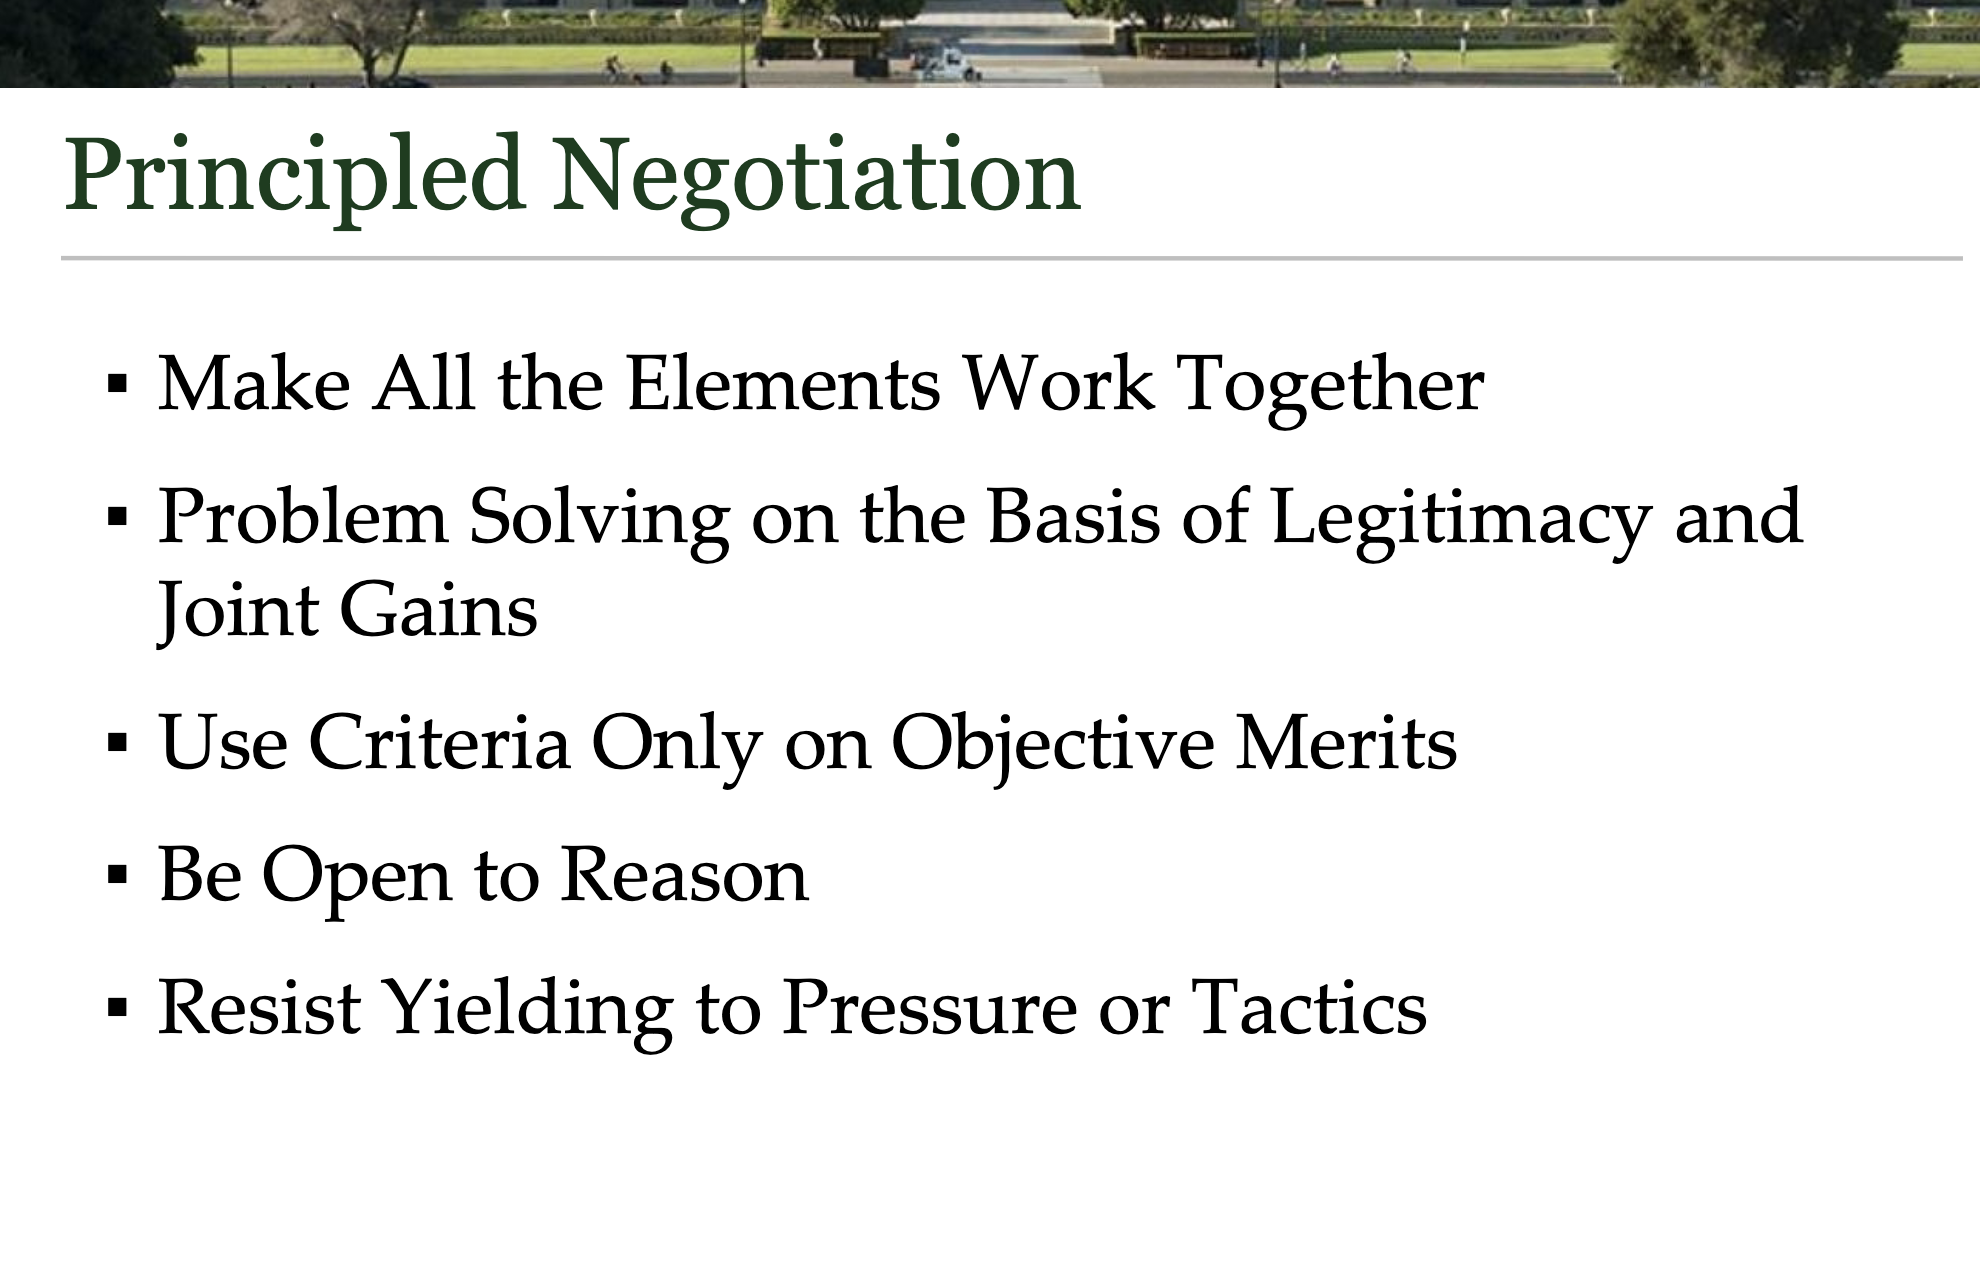 Principled Negotiation
▪ Make All the Elements Work Together
▪ Problem Solving on the Basis of Legitimacy and
Joint Gains
▪ Use Criteria Only on Objective Merits
▪ Be Open to Reason
▪ Resist Yielding to Pressure or Tactics